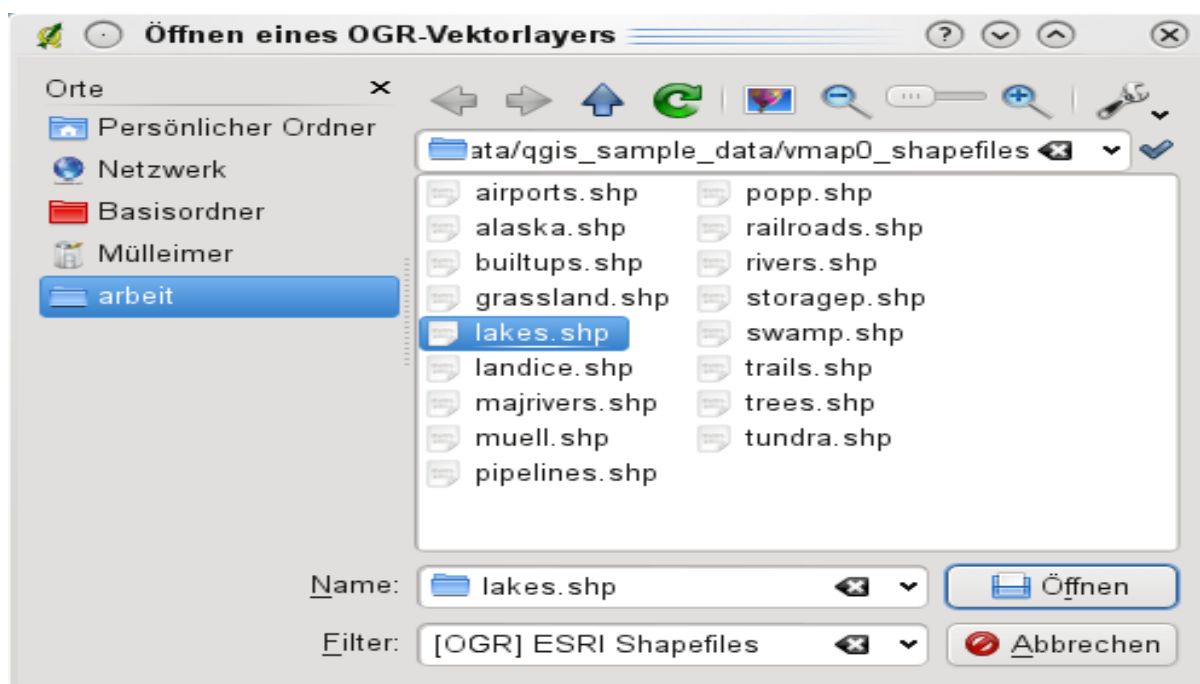 Öffnen eines OGR-Vektorlayers
Orte
Persönlicher Ordner
Netzwerk
Basisordner
Mülleimer
arbeit
ata/qgis_sample_data/vmap0_shapefiles
airports.shp
alaska.shp
builtups.shp
grassland.shp
lakes.shp
landice.shp
majrivers.shp
muell.shp
pipelines.shp
popp.shp
railroads.shp
rivers.shp
storagep.shp
swamp.shp
trails.shp
trees.shp
tundra.shp
Name: lakes.shp
Öffnen
Filter: [OGR] ESRI Shapefiles
Abbrechen